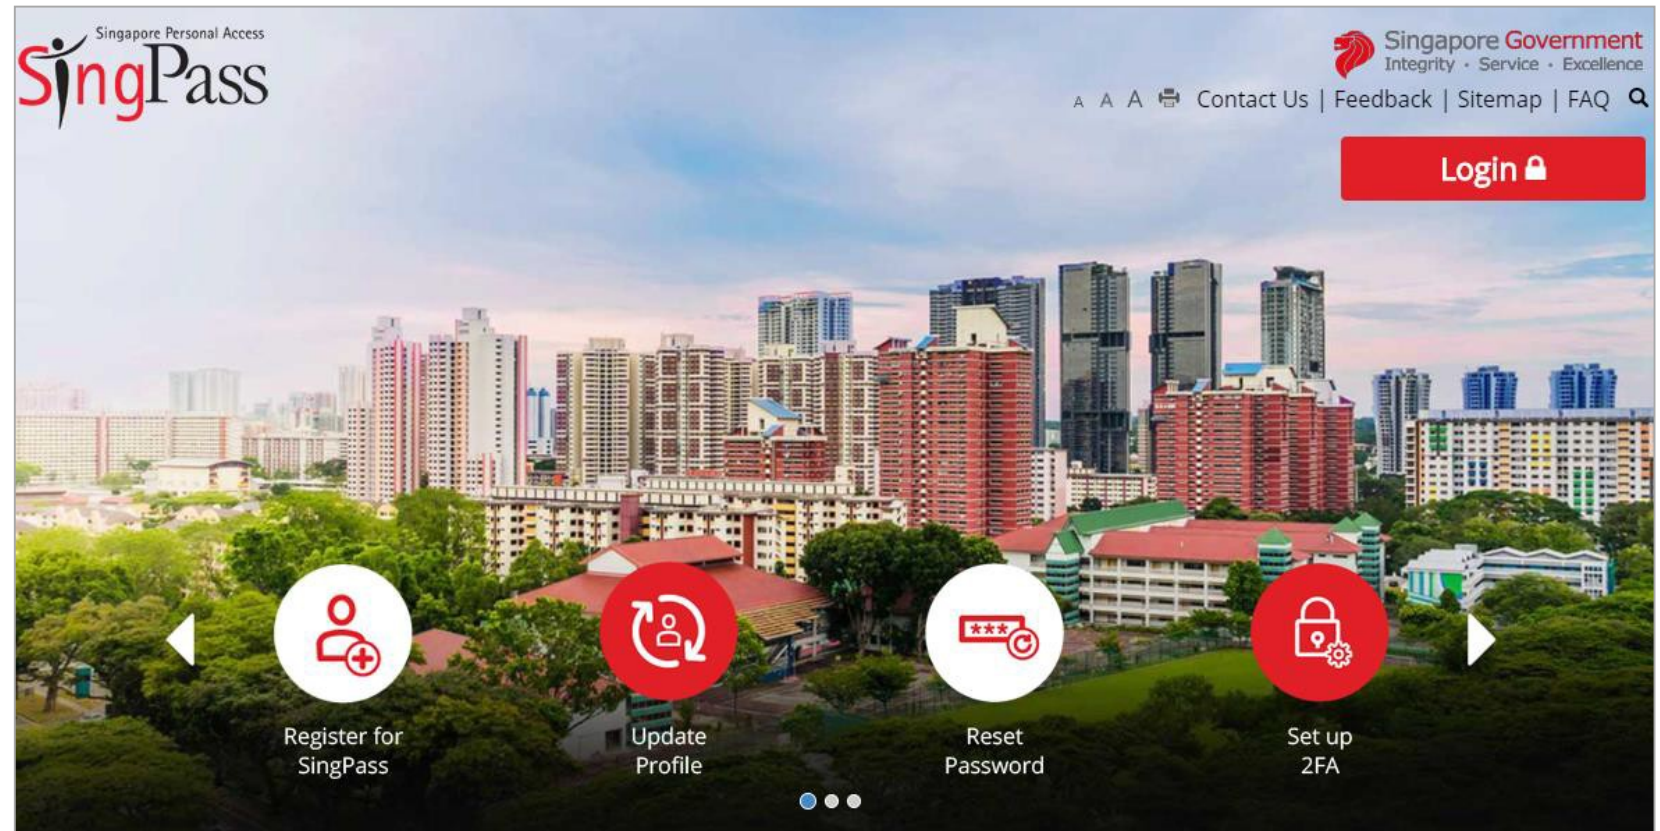 Singapore Personal Access
SingPass
Singapore Government
Integrity · Service · Excellence
A A A Contact Us | Feedback | Sitemap | FAQ
Login
***
Register for
SingPass
Update
Profile
Reset
Password
Set up
2FA